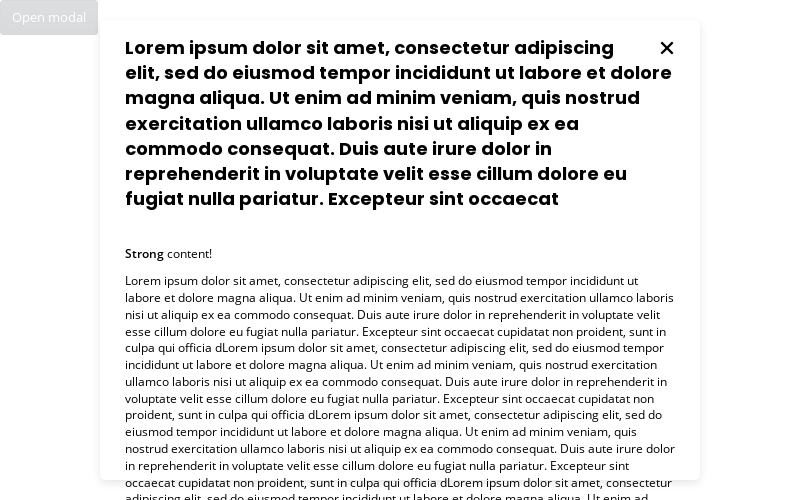 Open modal
Lorem ipsum dolor sit amet, consectetur adipiscing
elit, sed do eiusmod tempor incididunt ut labore et dolore
magna aliqua. Ut enim ad minim veniam, quis nostrud
exercitation ullamco laboris nisi ut aliquip ex ea
commodo consequat. Duis aute irure dolor in
reprehenderit in voluptate velit esse cillum dolore eu
fugiat nulla pariatur. Excepteur sint occaecat
Strong content!
Lorem ipsum dolor sit amet, consectetur adipiscing elit, sed do eiusmod tempor incididunt ut
labore et dolore magna aliqua. Ut enim ad minim veniam, quis nostrud exercitation ullamco laboris
nisi ut aliquip ex ea commodo consequat. Duis aute irure dolor in reprehenderit in voluptate velit
esse cillum dolore eu fugiat nulla pariatur. Excepteur sint occaecat cupidatat non proident, sunt in
culpa qui officia dLorem ipsum dolor sit amet, consectetur adipiscing elit, sed do eiusmod tempor
incididunt ut labore et dolore magna aliqua. Ut enim ad minim veniam, quis nostrud exercitation
ullamco laboris nisi ut aliquip ex ea commodo consequat. Duis aute irure dolor in reprehenderit in
voluptate velit esse cillum dolore eu fugiat nulla pariatur. Excepteur sint occaecat cupidatat non
proident, sunt in culpa qui officia dLorem ipsum dolor sit amet, consectetur adipiscing elit, sed do
eiusmod tempor incididunt ut labore et dolore magna aliqua. Ut enim ad minim veniam, quis
nostrud exercitation ullamco laboris nisi ut aliquip ex ea commodo consequat. Duis aute irure dolor
in reprehenderit in voluptate velit esse cillum dolore eu fugiat nulla pariatur. Excepteur sint
occaecat cupidatat non proident, sunt in culpa qui officia dLorem ipsum dolor sit amet, consectetur
adipiscing elit, sed do eiusmod tempor incididunt ut labore et dolore magna aliqua. Ut enim ad